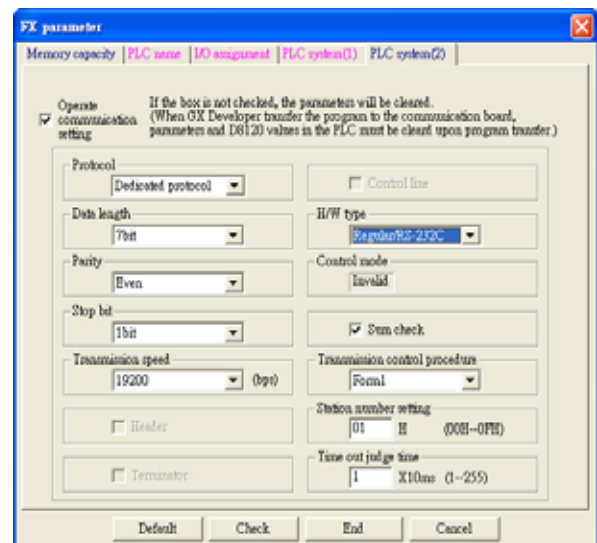 FX parameter
Memory capacity PLC name I/O assignment PLC system(1) PLC system(2)
Operate communication setting
If the box is not checked, the parameters will be cleared.
(When GX Developer transfer the program to the communication board,
parameters and D8120 values in the PLC must be cleard upon program transfer.)
Protocol
Dedicated protocol
Control line
Data length
7bit
H/W type
Regular/RS-232C
Parity
Even
Control mode
Invalid
Stop bit
1bit
Sum check
Transmission speed
19200 (bps)
Transmission control procedure
Form1
Header
Station number setting
01 H (00H--0FH)
Terminator
Time out judge time
1 X10ms (1--255)
Default Check End Cancel